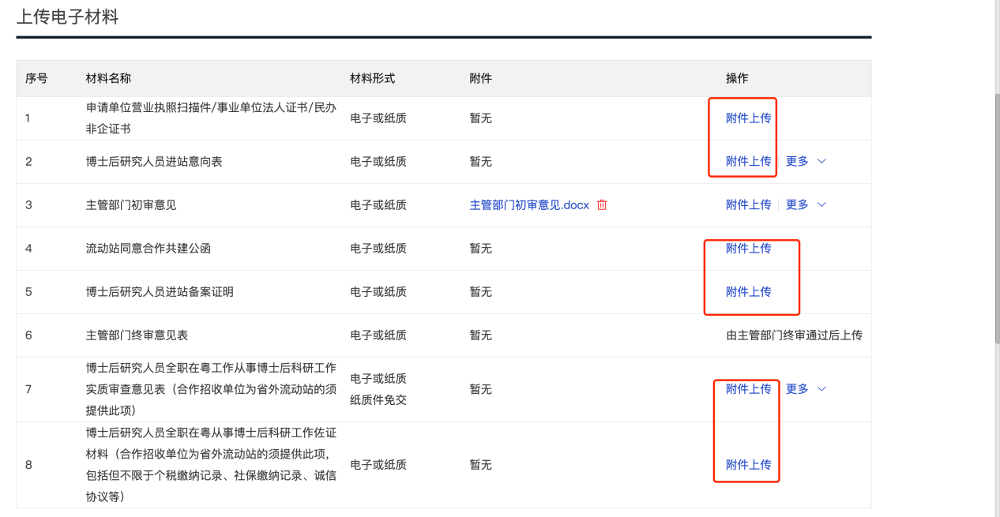 上传电子材料
序号 材料名称 材料形式 附件 操作
1 申请单位营业执照扫描件/事业单位法人证书/民办 电子或纸质 暂无 附件上传
非企证书
2 博士后研究人员进站意向表 电子或纸质 暂无 附件上传 更多
3 主管部门初审意见 电子或纸质 主管部门初审意见.docx 附件上传 更多
4 流动站同意合作共建公函 电子或纸质 暂无 附件上传
5 博士后研究人员进站备案证明 电子或纸质 暂无 附件上传
6 主管部门终审意见表 电子或纸质 暂无 由主管部门终审通过后上传
7 博士后研究人员全职在粤工作从事博士后科研工作 电子或纸质 暂无 附件上传 更多
实质审查意见表（合作招收单位为省外流动站的须 纸质件免交
提供此项）
8 博士后研究人员全职在粤从事博士后科研工作佐证 电子或纸质 暂无 附件上传
材料（合作招收单位为省外流动站的须提供此项，
包括但不限于个税缴纳记录、社保缴纳记录、诚信
协议等）